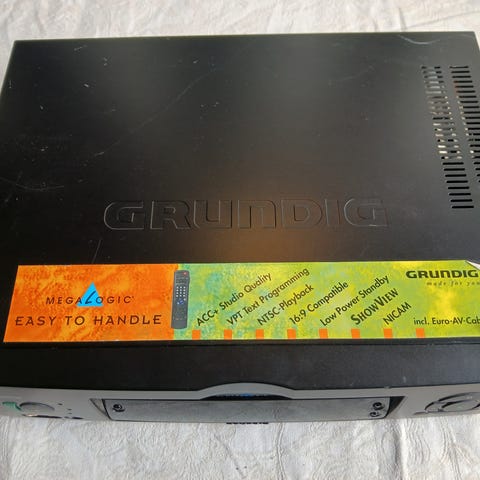 GRUNDIG
MEGALOGIC
EASY TO HANDLE
ACC+ Studio Quality
VPT Text Programming
NTSC-Playback
16:9 Compatible
Low Power Standby
SHOWVIEW
NICAM
GRUNDIG
made for you
incl. Euro-AV-Cab